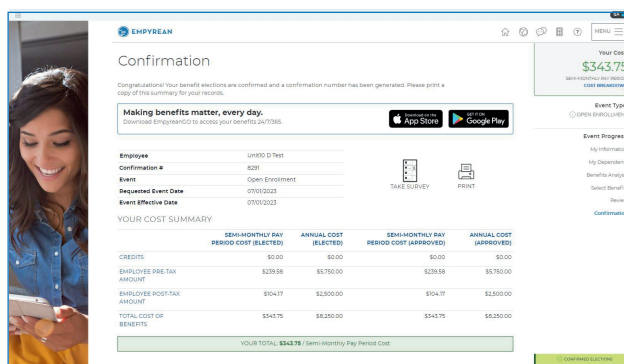 EMPYREAN
MENU
Confirmation
Congratulations! Your benefit elections are confirmed and a confirmation number has been generated. Please print a
copy of this summary for your records.
Making benefits matter, every day.
Download EmpyreanGO to access your benefits 24/7/365.
Download on the
App Store
GET IT ON
Google Play
Employee Unit10 D Test
Confirmation # 8291
Event Open Enrollment
Requested Event Date 07/01/2023
Event Effective Date 07/01/2023
TAKE SURVEY
PRINT
YOUR COST SUMMARY
SEMI-MONTHLY PAY ANNUAL COST SEMI-MONTHLY PAY ANNUAL COST
PERIOD COST (ELECTED) (ELECTED) PERIOD COST (APPROVED) (APPROVED)
CREDITS $0.00 $0.00 $0.00 $0.00
EMPLOYEE PRE-TAX $239.58 $5,750.00 $239.58 $5,750.00
AMOUNT
EMPLOYEE POST-TAX $104.17 $2,500.00 $104.17 $2,500.00
AMOUNT
TOTAL COST OF $343.75 $8,250.00 $343.75 $8,250.00
BENEFITS
YOUR TOTAL: $343.75 / Semi-Monthly Pay Period Cost
Your Cos
$343.75
SEMI-MONTHLY PAY PERIO
COST BREAKDOW
Event Typ
OPEN ENROLLMEN
Event Progres
My Informatio
My Dependen
Benefits Analys
Select Benefi
Revie
Confirmatio
CONFIRMED ELECTIONS